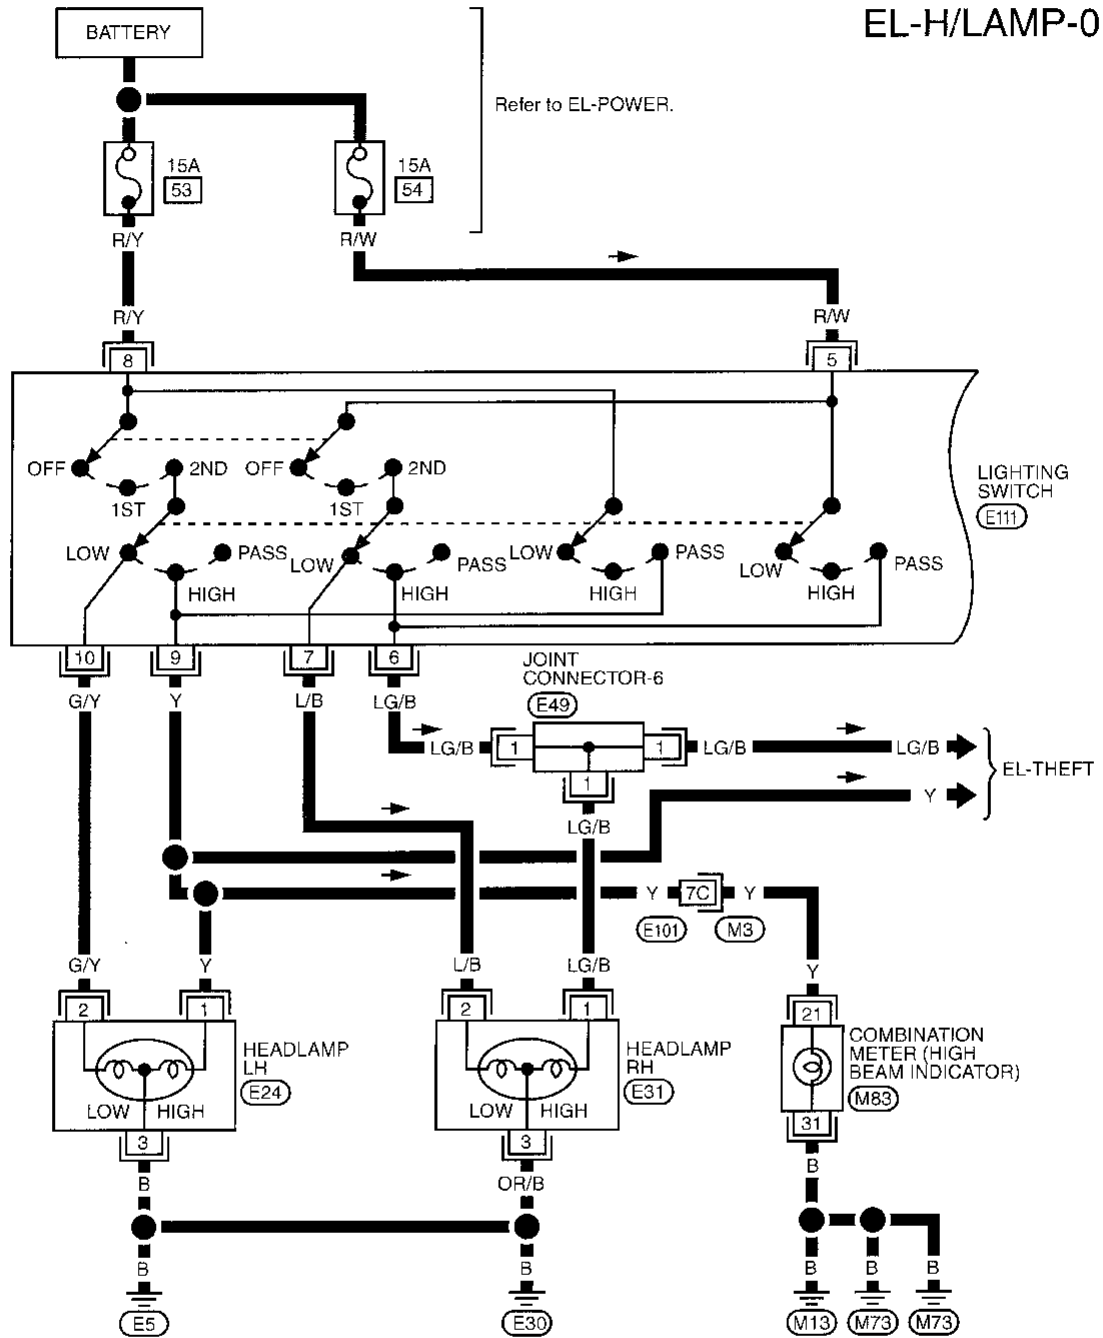 EL-H/LAMP-0
BATTERY
Refer to EL-POWER.
15A
53
15A
54
R/Y
R/W
R/Y
R/W
8
5
OFF
2ND
1ST
OFF
2ND
1ST
LIGHTING
SWITCH
E111
LOW
PASS
HIGH
LOW
PASS
HIGH
LOW
PASS
HIGH
LOW
PASS
HIGH
10
9
7
6
G/Y
Y
L/B
LG/B
JOINT
CONNECTOR-6
E49
LG/B
1
1
LG/B
LG/B
1
EL-THEFT
Y
LG/B
Y
7C
Y
E101
M3
G/Y
Y
L/B
LG/B
Y
2
1
2
1
21
HEADLAMP
LH
E24
LOW
HIGH
HEADLAMP
RH
E31
LOW
HIGH
COMBINATION
METER (HIGH
BEAM INDICATOR)
M83
31
3
3
B
OR/B
B
B
B
B
B
B
E5
E30
M13
M73
M73